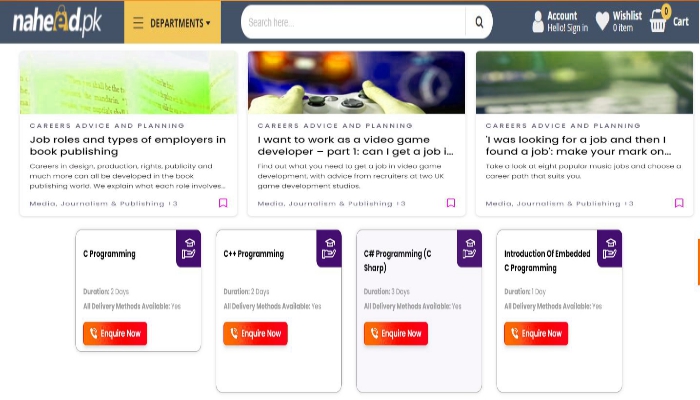 naheed.pk
DEPARTMENTS
Search here...
Account
Hello! Sign in
Wishlist
0 item
0
Cart
CAREERS ADVICE AND PLANNING
Job roles and types of employers in
book publishing
Careers in design, production, rights, publicity and
much more can all be developed in the book
publishing world. We explain what each role involves...
Media, Journalism & Publishing +3
CAREERS ADVICE AND PLANNING
I want to work as a video game
developer – part 1: can I get a job i...
Find out what you need to get a job in video game
development, with advice from recruiters at two UK
game development studios.
Media, Journalism & Publishing +3
CAREERS ADVICE AND PLANNING
'I was looking for a job and then I
found a job': make your mark on...
Take a look at eight popular music jobs and choose a
career path that suits you.
Media, Journalism & Publishing +3
C Programming
Duration: 2 Days
All Delivery Methods Available: Yes
Enquire Now
C++ Programming
Duration: 2 Days
All Delivery Methods Available: Yes
Enquire Now
C# Programming (C
Sharp)
Duration: 3 Days
All Delivery Methods Available: Yes
Enquire Now
Introduction Of Embedded
C Programming
Duration: 1 Day
All Delivery Methods Available: Yes
Enquire Now